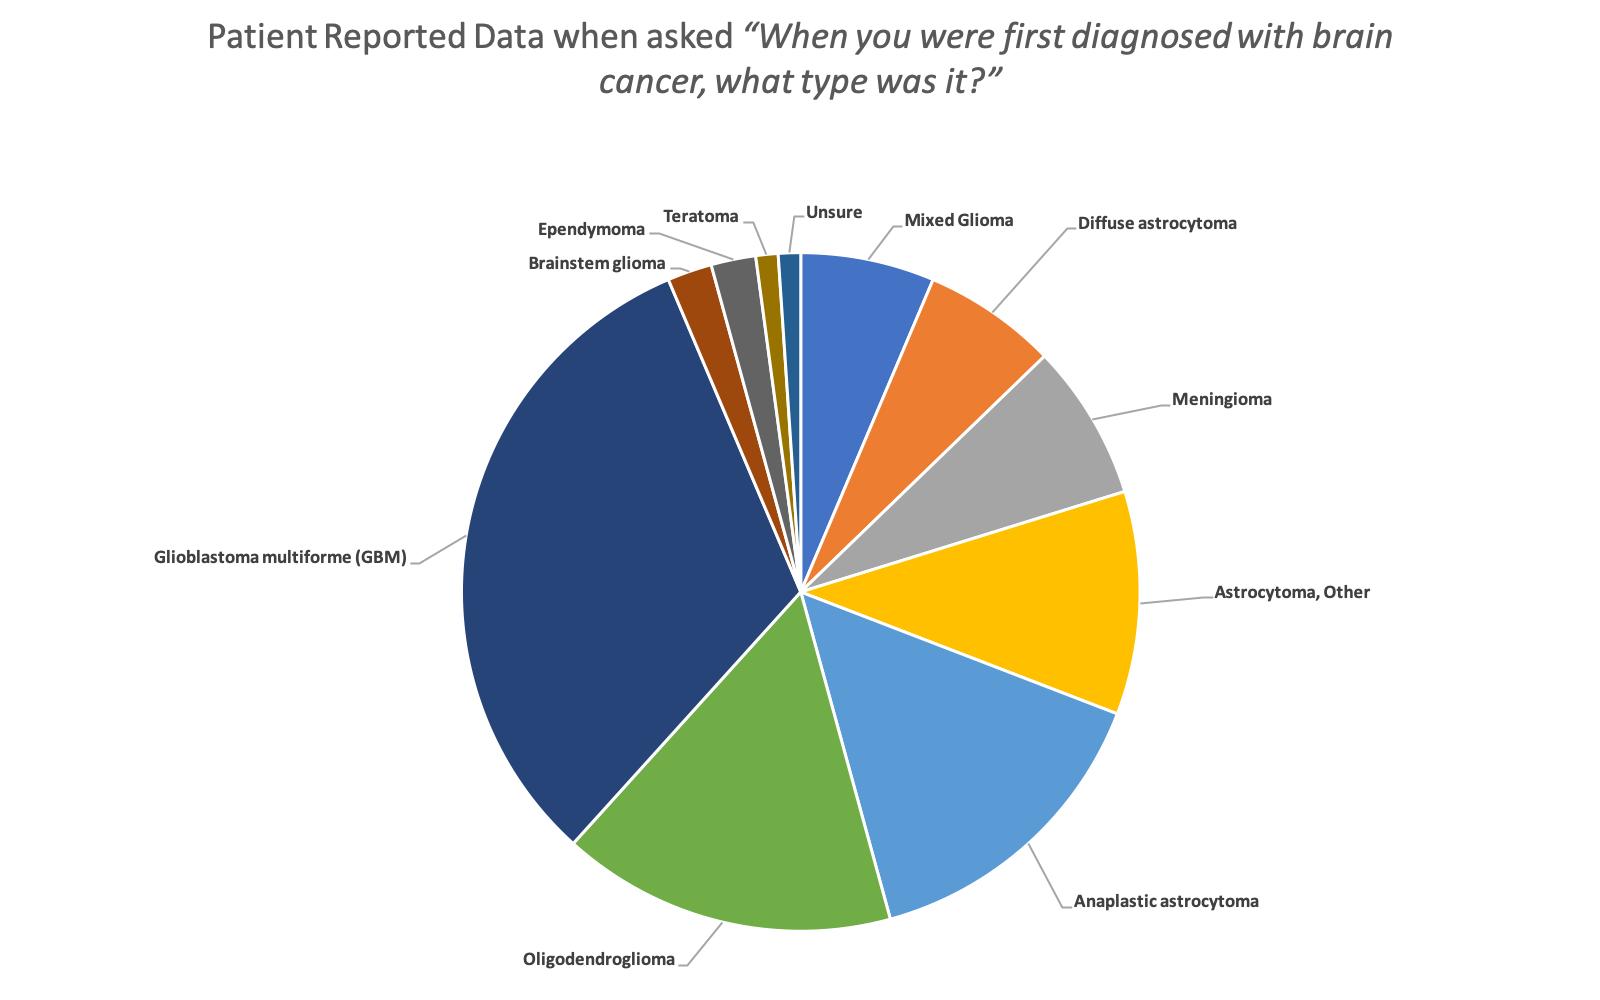 Patient Reported Data when asked “When you were first diagnosed with brain
cancer, what type was it?”
Unsure
Teratoma
Mixed Glioma
Diffuse astrocytoma
Ependymoma
Brainstem glioma
Meningioma
Glioblastoma multiforme (GBM)
Astrocytoma, Other
Anaplastic astrocytoma
Oligodendroglioma